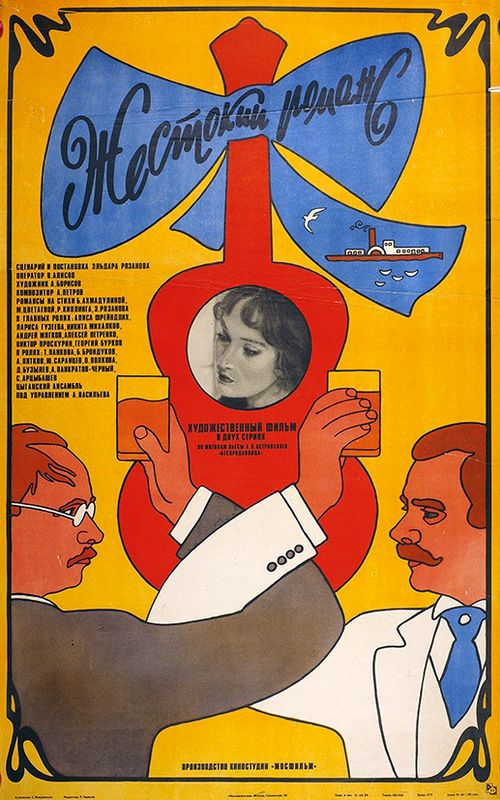 Жестокий романс
СЦЕНАРИЙ И ПОСТАНОВКА ЭЛЬДАРА РЯЗАНОВА
ОПЕРАТОР В.АЛИСОВ
ХУДОЖНИК А.БОРИСОВ
КОМПОЗИТОР А.ПЕТРОВ
РОМАНСЫ НА СТИХИ Б.АХМАДУЛИНОЙ,
М.ЦВЕТАЕВОЙ, Р.КИПЛИНГА, Э.РЯЗАНОВА
В ГЛАВНЫХ РОЛЯХ: АЛИСА ФРЕЙНДЛИХ,
ЛАРИСА ГУЗЕЕВА, НИКИТА МИХАЛКОВ,
АНДРЕЙ МЯГКОВ, АЛЕКСЕЙ ПЕТРЕНКО,
ВИКТОР ПРОСКУРИН, ГЕОРГИЙ БУРКОВ
В РОЛЯХ: Т.ПАНКОВА, Б.БРОНДУКОВ,
А.ПЯТКОВ, Ю.САРАНЦЕВ, О.ВОЛКОВА,
Д.БУЗЫЛЕВ, А.ПАНКРАТОВ-ЧЕРНЫЙ,
С.АРЦЫБАШЕВ
ЦЫГАНСКИЙ АНСАМБЛЬ
ПОД УПРАВЛЕНИЕМ А.ВАСИЛЬЕВА
ХУДОЖЕСТВЕННЫЙ ФИЛЬМ
В ДВУХ СЕРИЯХ
ПО МОТИВАМ ПЬЕСЫ А.Н.ОСТРОВСКОГО
«БЕСПРИДАННИЦА»
ПРОИЗВОДСТВО КИНОСТУДИИ «МОСФИЛЬМ»